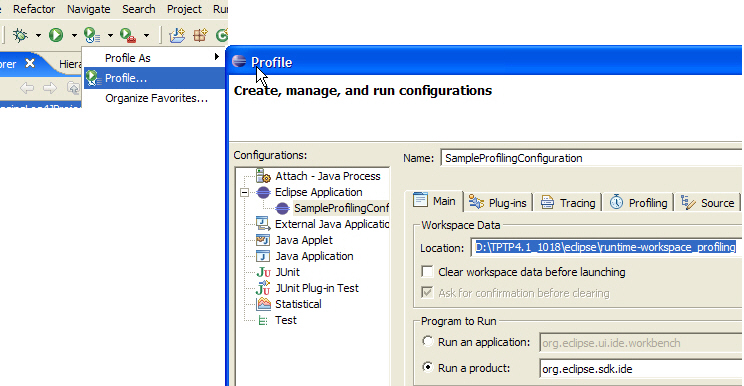 Refactor Navigate Search Project Ru
orer Hiera
Profile As
Profile...
Organize Favorites...
Profile
Create, manage, and run configurations
Configurations:
Attach - Java Process
Eclipse Application
SampleProfilingConf
External Java Applicatio
Java Applet
Java Application
JUnit
JUnit Plug-in Test
Statistical
Test
Name: SampleProfilingConfiguration
Main Plug-ins Tracing Profiling Source
Workspace Data
Location: D:\TPTP4.1_1018\eclipse\runtime-workspace_profiling
Clear workspace data before launching
Ask for confirmation before clearing
Program to Run
Run an application: org.eclipse.ui.ide.workbench
Run a product: org.eclipse.sdk.ide